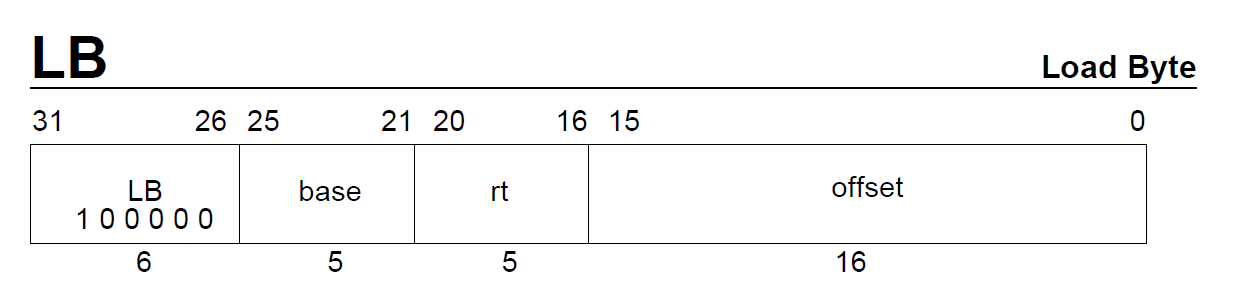 LB
Load Byte
31 26 25 21 20 16 15 0
LB base rt offset
1 0 0 0 0 0
6 5 5 16